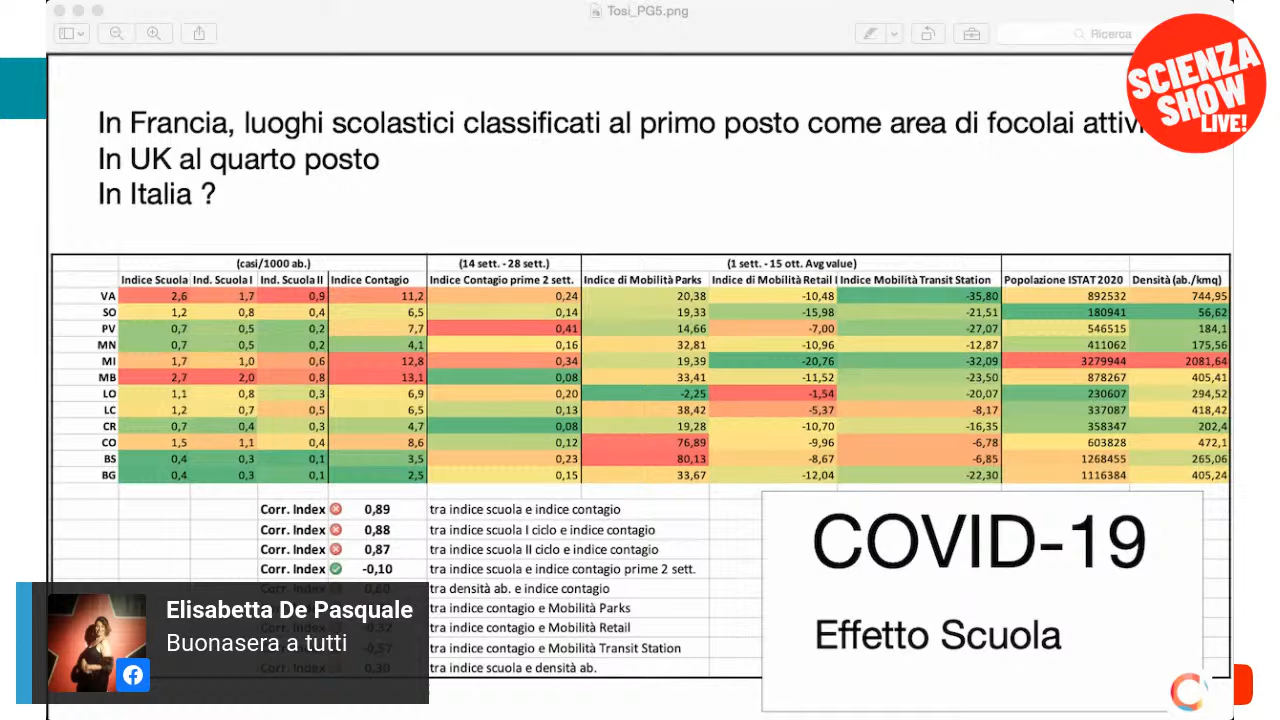 Tosi_PG5.png
Ricerca
SCIENZA
SHOW
LIVE!
In Francia, luoghi scolastici classificati al primo posto come area di focolai attivi
In UK al quarto posto
In Italia ?
(casi/1000 ab.) (14 sett. - 28 sett.) (1 sett. - 15 ott. Avg value)
Indice Scuola Ind. Scuola I Ind. Scuola II Indice Contagio Indice Contagio prime 2 sett. Indice di Mobilità Parks Indice di Mobilità Retail I Indice Mobilità Transit Station Popolazione ISTAT 2020 Densità (ab./kmq)
VA 2,6 1,7 0,9 11,2 0,24 20,38 -10,48 -35,80 892532 744,95
SO 1,2 0,8 0,4 6,5 0,14 19,33 -15,98 -21,51 180941 56,62
PV 0,7 0,5 0,2 7,7 0,41 14,66 -7,00 -27,07 546515 184,1
MN 0,7 0,5 0,2 4,1 0,16 32,81 -10,96 -12,87 411062 175,56
MI 1,7 1,0 0,6 12,8 0,34 19,39 -20,76 -32,09 3279944 2081,64
MB 2,7 2,0 0,8 13,1 0,08 33,41 -11,52 -23,50 878267 405,41
LO 1,1 0,8 0,3 6,9 0,20 -2,25 -1,54 -20,07 230607 294,52
LC 1,2 0,7 0,5 6,5 0,13 38,42 -5,37 -8,17 337087 418,42
CR 0,7 0,4 0,3 4,7 0,08 19,28 -10,70 -16,35 358347 202,4
CO 1,5 1,1 0,4 8,6 0,12 76,89 -9,96 -6,78 603828 472,1
BS 0,4 0,3 0,1 3,5 0,23 80,13 -8,67 -6,85 1268455 265,06
BG 0,4 0,3 0,1 2,5 0,15 33,67 -12,04 -22,30 1116384 405,24
Corr. Index 0,89 tra indice scuola e indice contagio
Corr. Index 0,88 tra indice scuola I ciclo e indice contagio
Corr. Index 0,87 tra indice scuola II ciclo e indice contagio
Corr. Index -0,10 tra indice scuola e indice contagio prime 2 sett.
tra densità ab. e indice contagio
tra indice contagio e Mobilità Parks
tra indice contagio e Mobilità Retail
Corr. Index -0,57 tra indice contagio e Mobilità Transit Station
Corr. Index 0,30 tra indice scuola e densità ab.
COVID-19
Effetto Scuola
Elisabetta De Pasquale
Buonasera a tutti